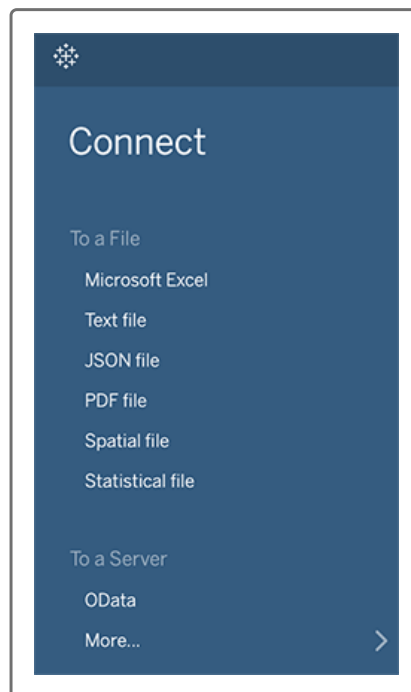 Connect
To a File
Microsoft Excel
Text file
JSON file
PDF file
Spatial file
Statistical file
To a Server
OData
More...